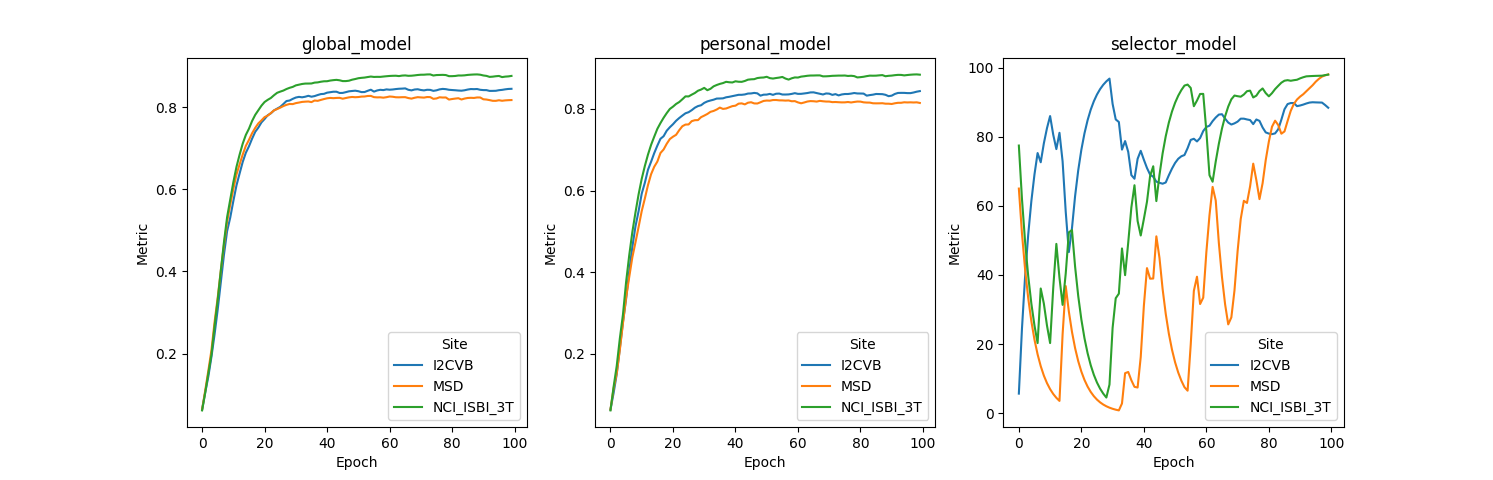 global_model
Metric
0.8
0.6
0.4
0.2
0 20 40 60 80 100
Epoch
Site
I2CVB
MSD
NCI_ISBI_3T
personal_model
Metric
0.8
0.6
0.4
0.2
0 20 40 60 80 100
Epoch
Site
I2CVB
MSD
NCI_ISBI_3T
selector_model
Metric
100
80
60
40
20
0
0 20 40 60 80 100
Epoch
Site
I2CVB
MSD
NCI_ISBI_3T